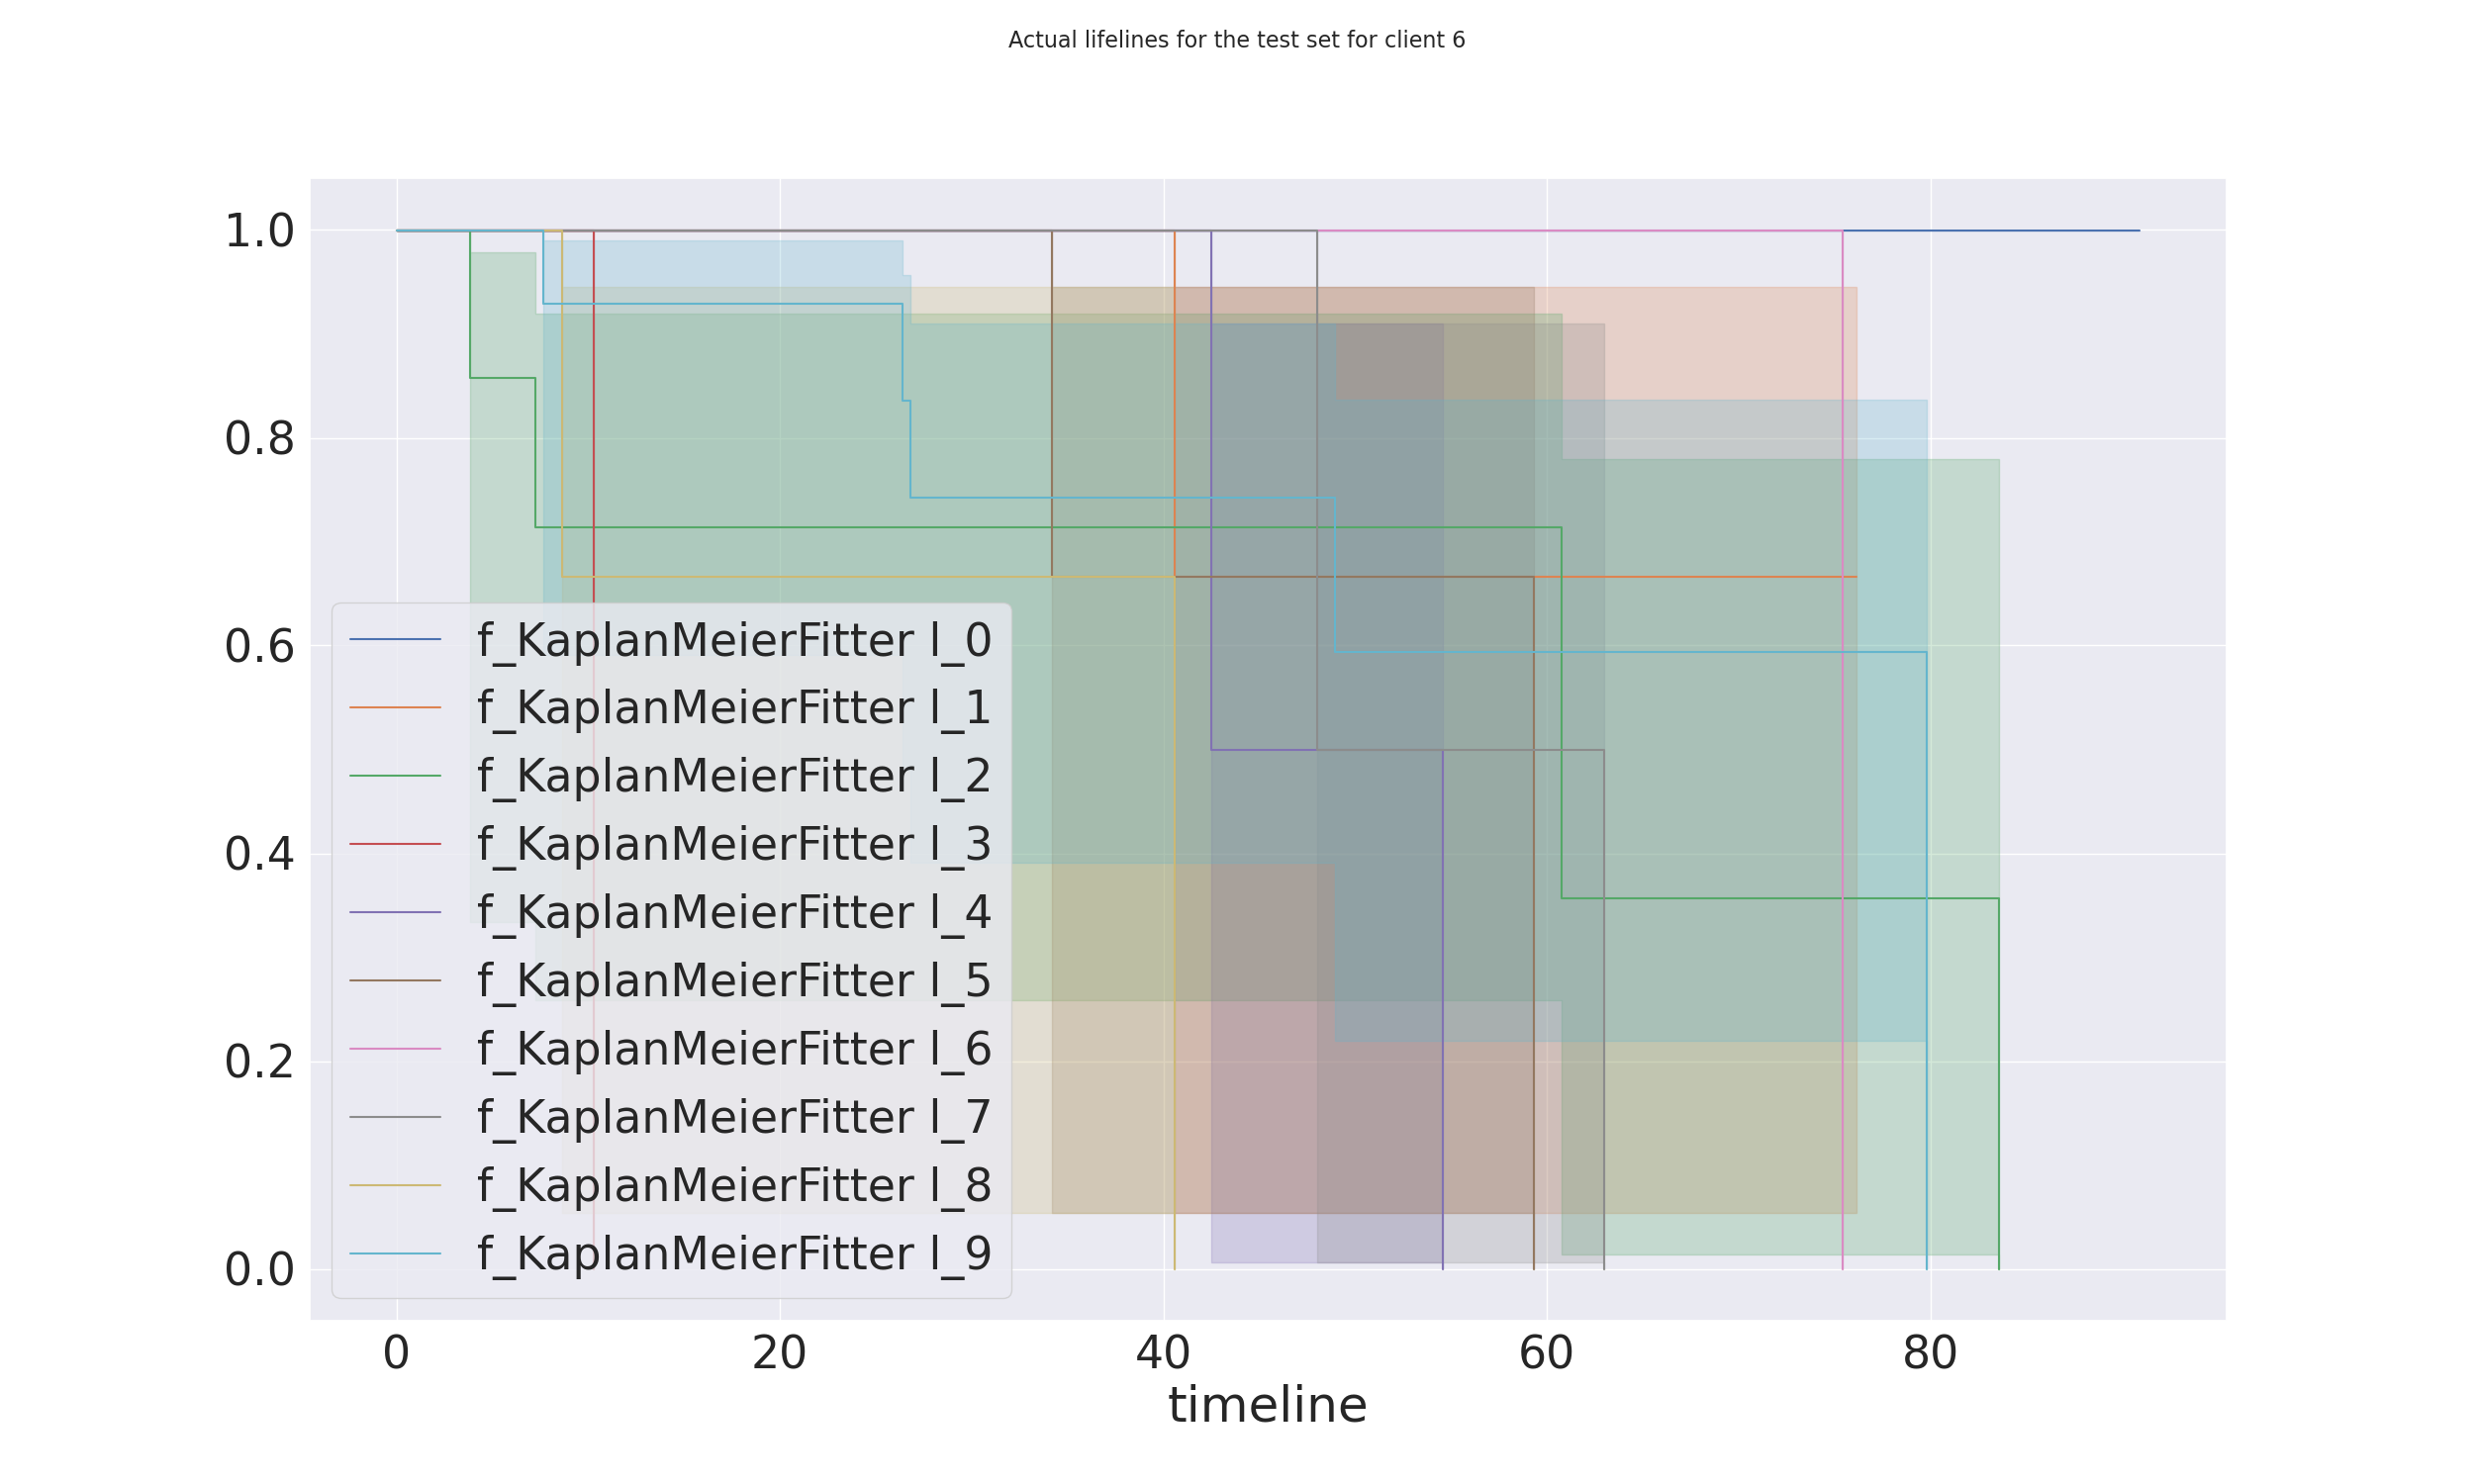 Actual lifelines for the test set for client 6
1.0
0.8
0.6
0.4
0.2
0.0
f_KaplanMeierFitter l_0
f_KaplanMeierFitter l_1
f_KaplanMeierFitter l_2
f_KaplanMeierFitter l_3
f_KaplanMeierFitter l_4
f_KaplanMeierFitter l_5
f_KaplanMeierFitter l_6
f_KaplanMeierFitter l_7
f_KaplanMeierFitter l_8
f_KaplanMeierFitter l_9
0 20 40 60 80
timeline